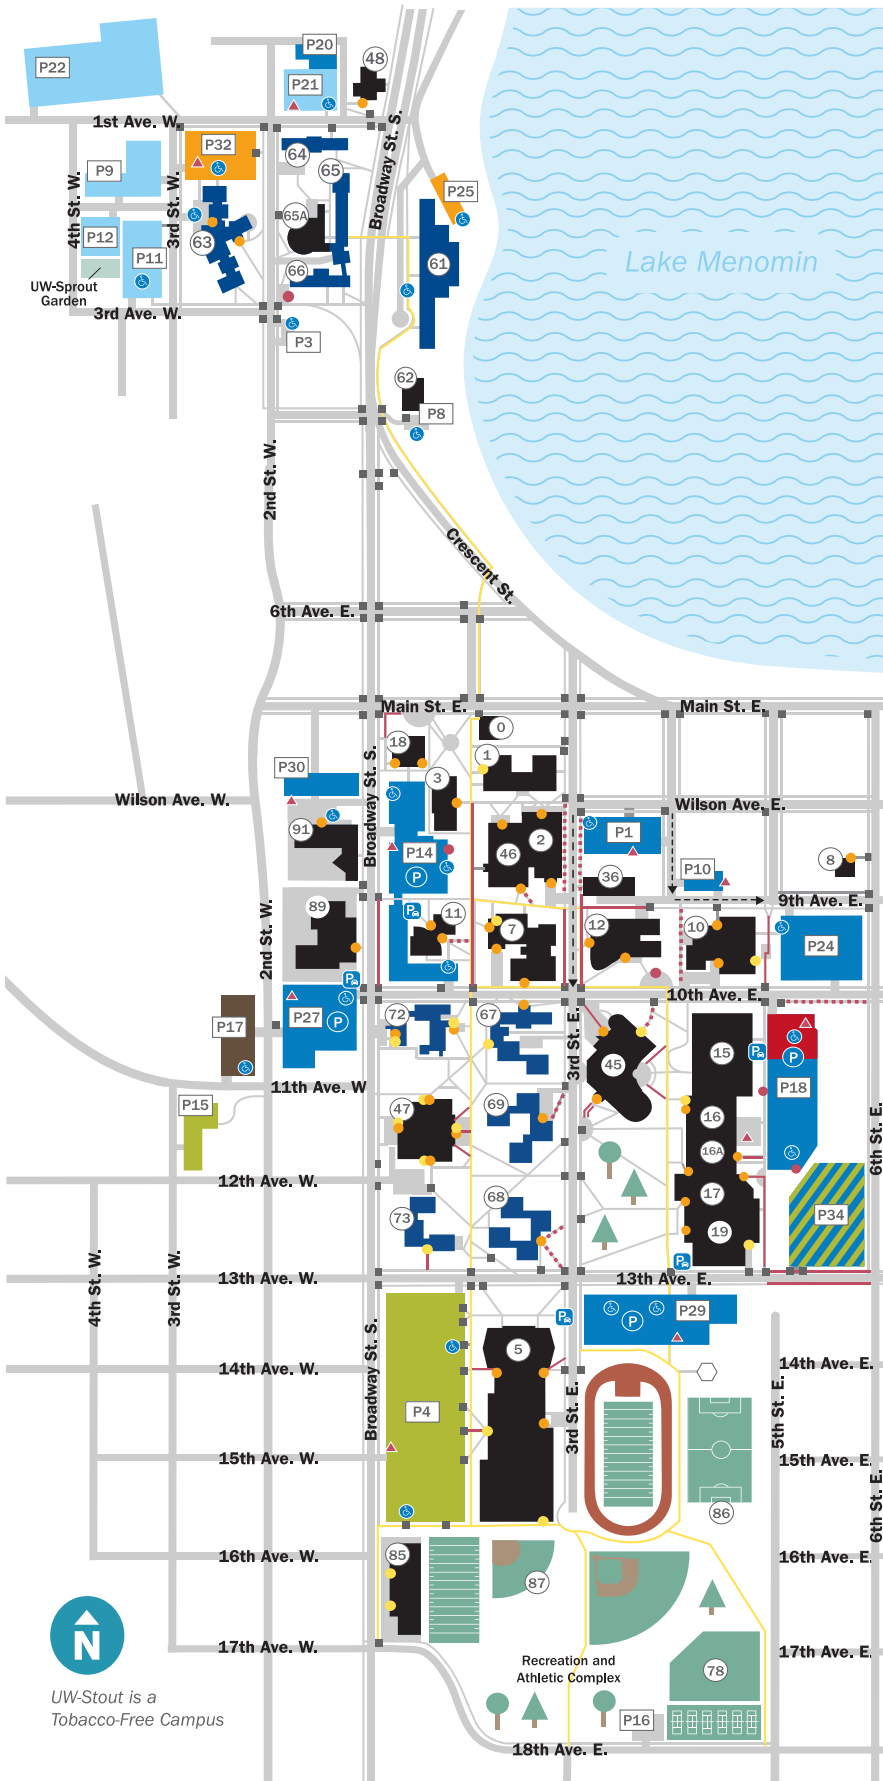 P20
48
P22
P21
1st Ave. W.
P32
64
Broadway St. S.
P9
65
P25
4th St. W.
3rd St. W.
65A
P12
63
P11
61
Lake Menomin
66
UW-Sprout
Garden
3rd Ave. W.
P3
62
P8
2nd St. W.
Crescent St.
6th Ave. E.
Main St. E.
Main St. E.
0
18
1
P30
3
Broadway St. S.
Wilson Ave. W.
Wilson Ave. E.
91
P1
2
P14
46
8
P10
36
P
9th Ave. E.
89
P
11
12
10
7
2nd St. W.
P24
P
10th Ave. E.
P17
P27
P
72
67
3rd St. E.
15
P
P
45
P18
11th Ave. W
P15
47
69
16
6th St. E.
16A
12th Ave. W.
17
68
73
P34
19
P
4th St. W.
3rd St. W.
13th Ave. W.
13th Ave. E.
P
P
P29
Broadway St. S.
5
14th Ave. W.
14th Ave. E.
P4
3rd St. E.
5th St. E.
15th Ave. W.
15th Ave. E.
86
6th St. E.
16th Ave. W.
85
16th Ave. E.
87
N
17th Ave. W.
17th Ave. E.
Recreation and
Athletic Complex
78
UW-Stout is a
Tobacco-Free Campus
P16
18th Ave. E.